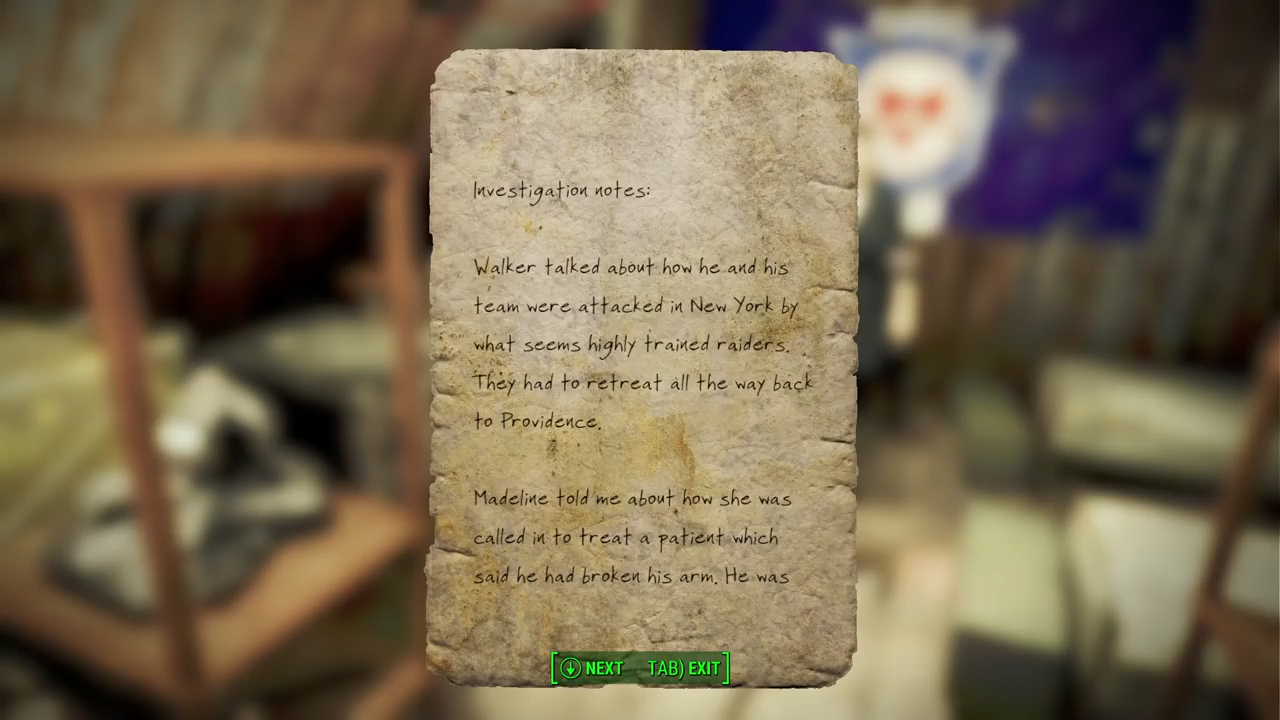 Investigation notes:
Walker talked about how he and his
team were attacked in New York by
what seems highly trained raiders.
They had to retreat all the way back
to Providence.
Madeline told me about how she was
called in to treat a patient which
said he had broken his arm. He was
NEXT TAB) EXIT